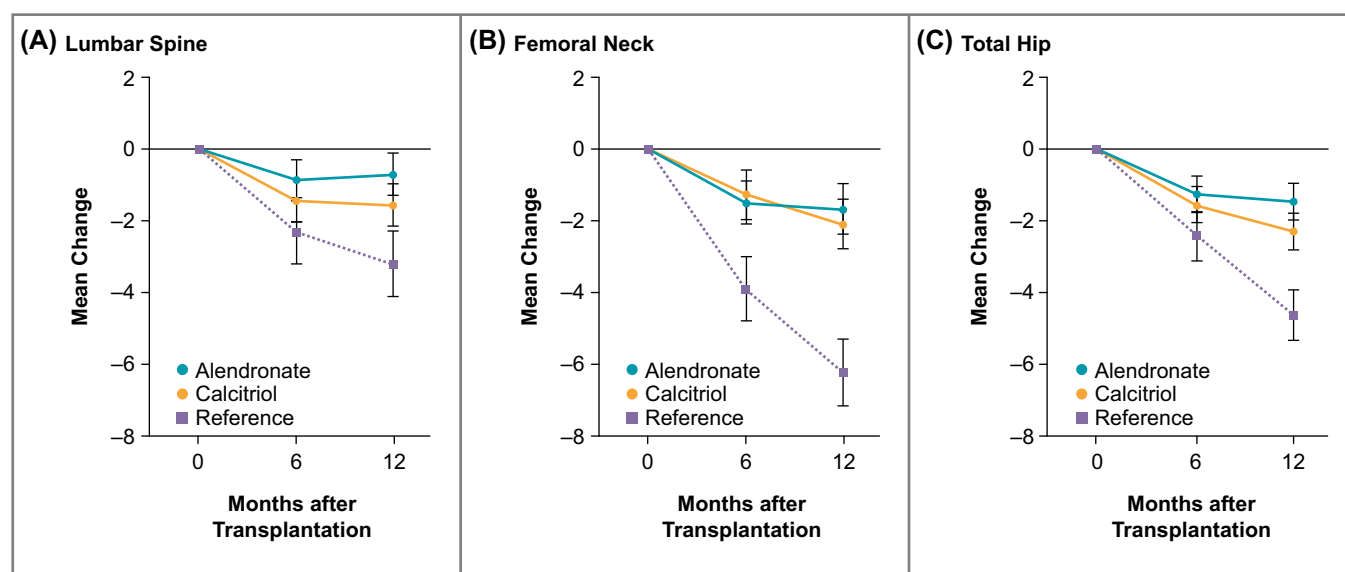 (A) Lumbar Spine
2
0
–2
–4
–6
–8
Mean Change
Alendronate
Calcitriol
Reference
0 6 12
Months after
Transplantation
(B) Femoral Neck
2
0
–2
–4
–6
–8
Mean Change
Alendronate
Calcitriol
Reference
0 6 12
Months after
Transplantation
(C) Total Hip
2
0
–2
–4
–6
–8
Mean Change
Alendronate
Calcitriol
Reference
0 6 12
Months after
Transplantation